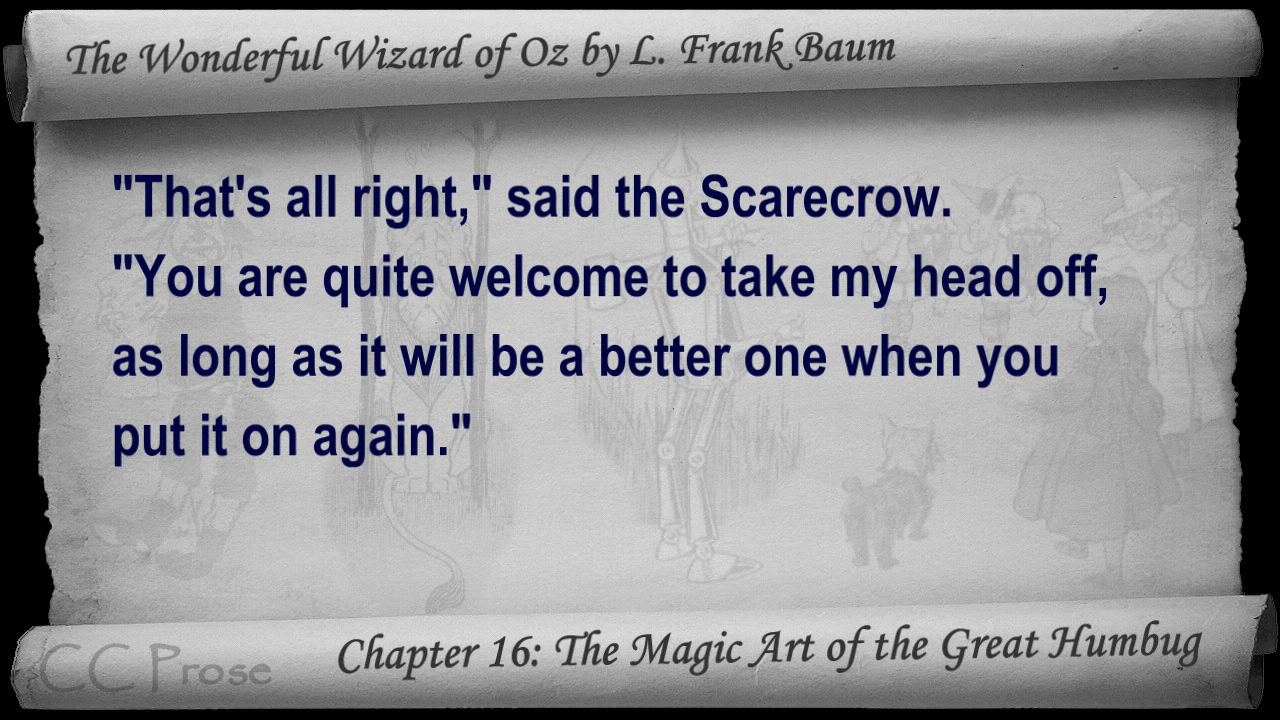 The Wonderful Wizard of Oz by L. Frank Baum
"That's all right," said the Scarecrow.
"You are quite welcome to take my head off,
as long as it will be a better one when you
put it on again."
Chapter 16: The Magic Art of the Great Humbug
CC Prose